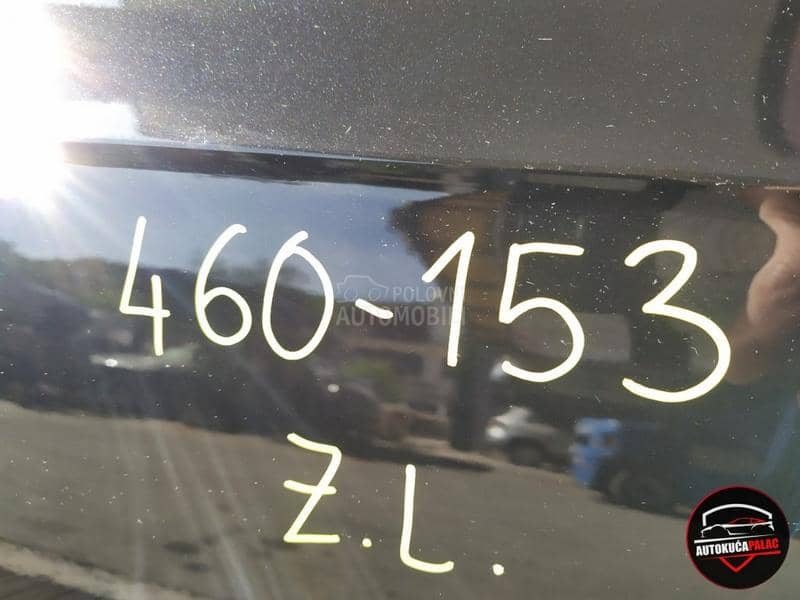 460-153
POLOVNI
AUTOMOBILI
Z.L.
AUTOKUĆA PALAC